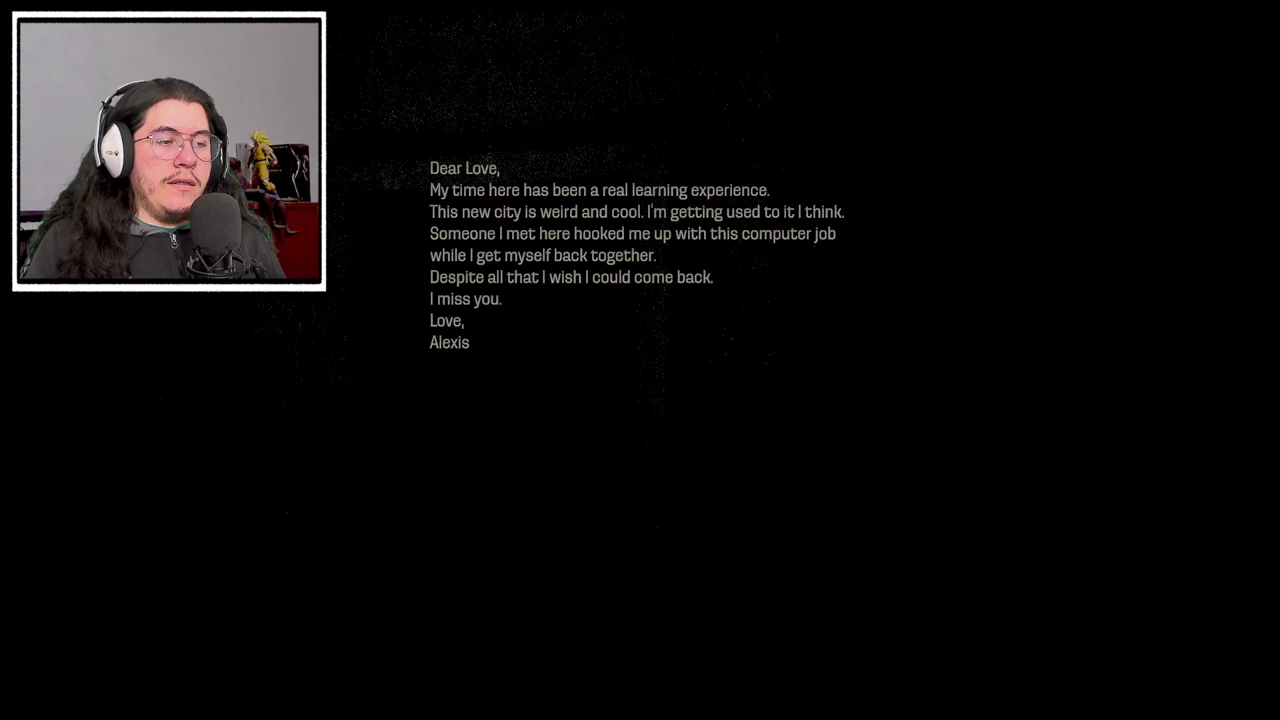 Dear Love,
My time here has been a real learning experience.
This new city is weird and cool. I'm getting used to it I think.
Someone I met here hooked me up with this computer job
while I get myself back together.
Despite all that I wish I could come back.
I miss you.
Love,
Alexis